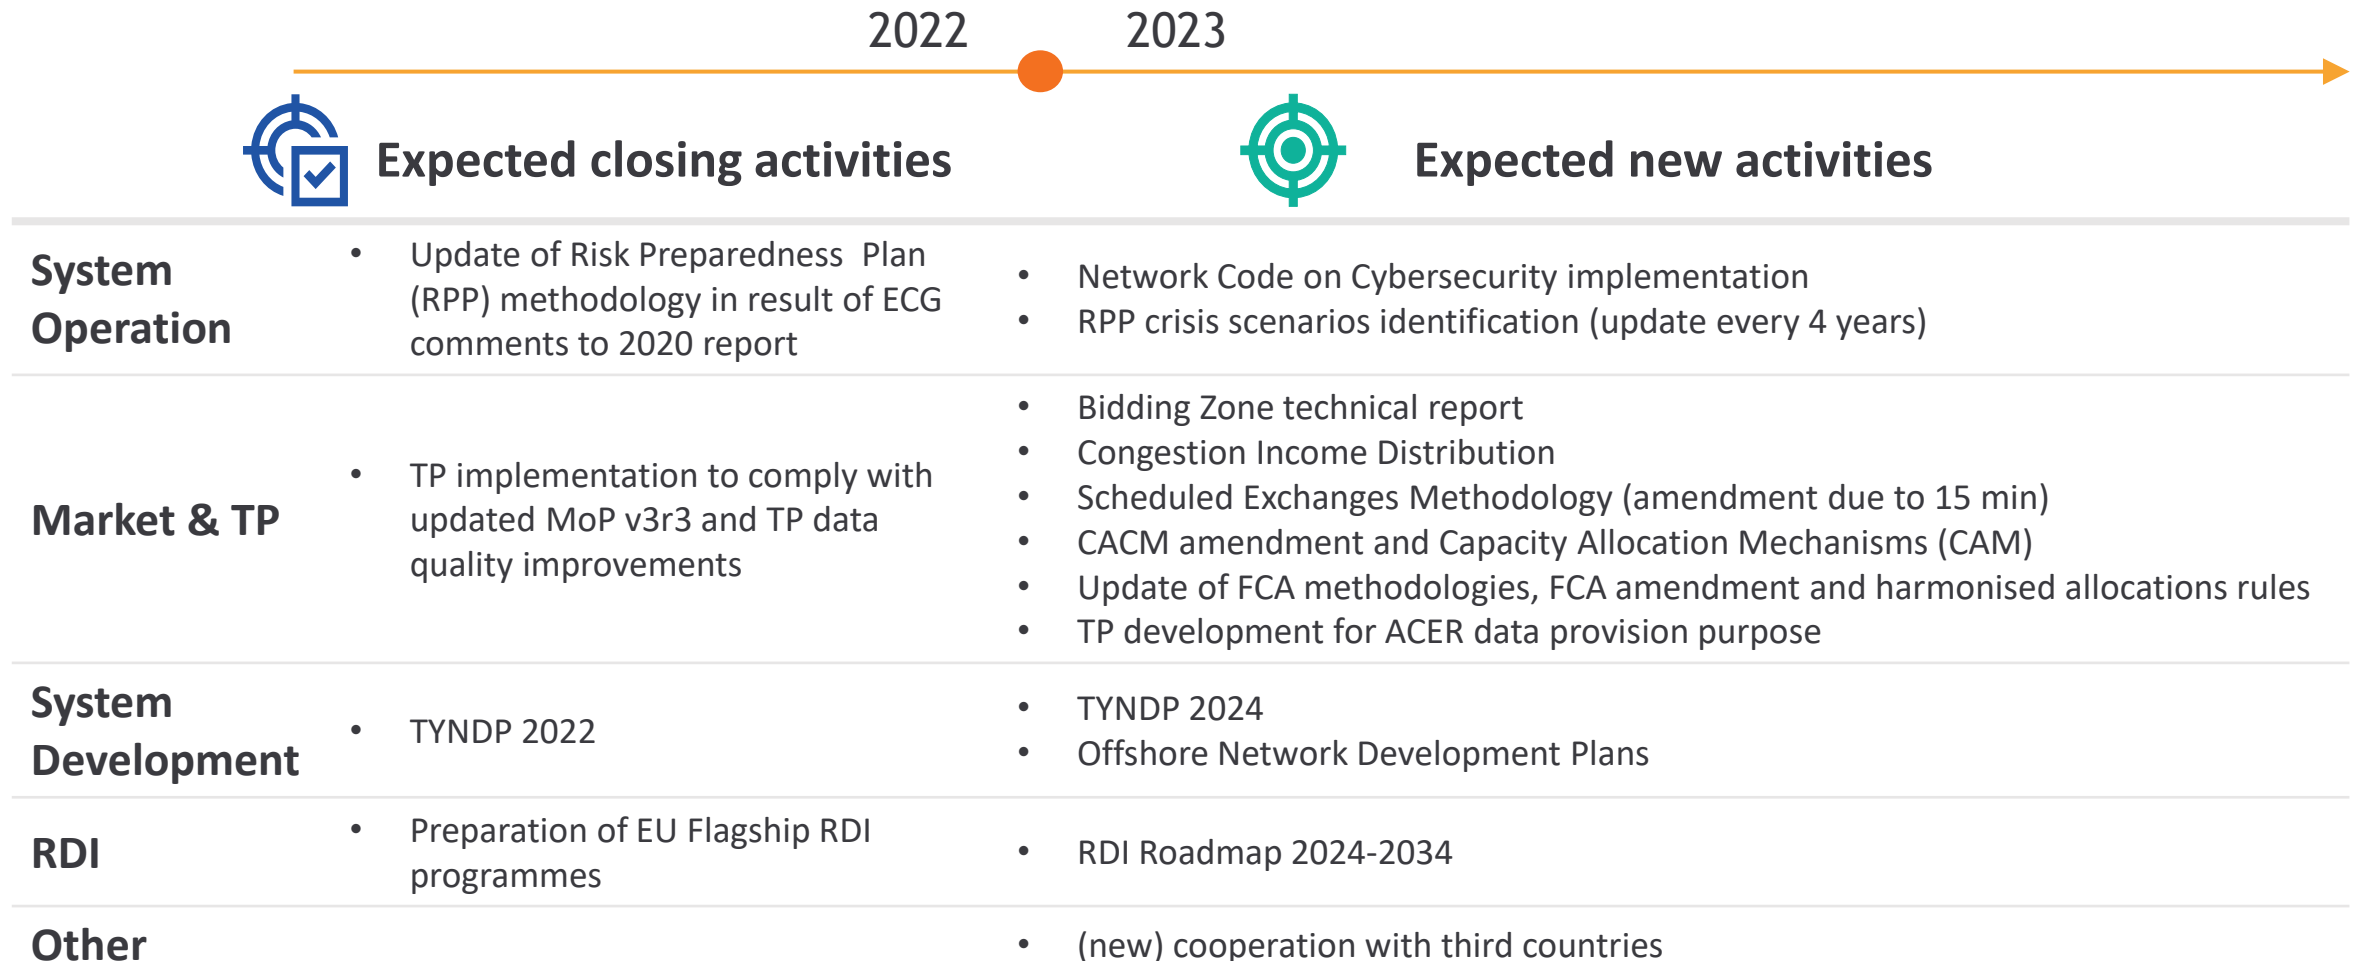 2022 2023
Expected closing activities
Expected new activities
System
Operation
• Update of Risk Preparedness Plan
(RPP) methodology in result of ECG
comments to 2020 report
• Network Code on Cybersecurity implementation
• RPP crisis scenarios identification (update every 4 years)
Market & TP
• TP implementation to comply with
updated MoP v3r3 and TP data
quality improvements
• Bidding Zone technical report
• Congestion Income Distribution
• Scheduled Exchanges Methodology (amendment due to 15 min)
• CACM amendment and Capacity Allocation Mechanisms (CAM)
• Update of FCA methodologies, FCA amendment and harmonised allocations rules
• TP development for ACER data provision purpose
System
Development
• TYNDP 2022
• TYNDP 2024
• Offshore Network Development Plans
RDI
• Preparation of EU Flagship RDI
programmes
• RDI Roadmap 2024-2034
Other
• (new) cooperation with third countries